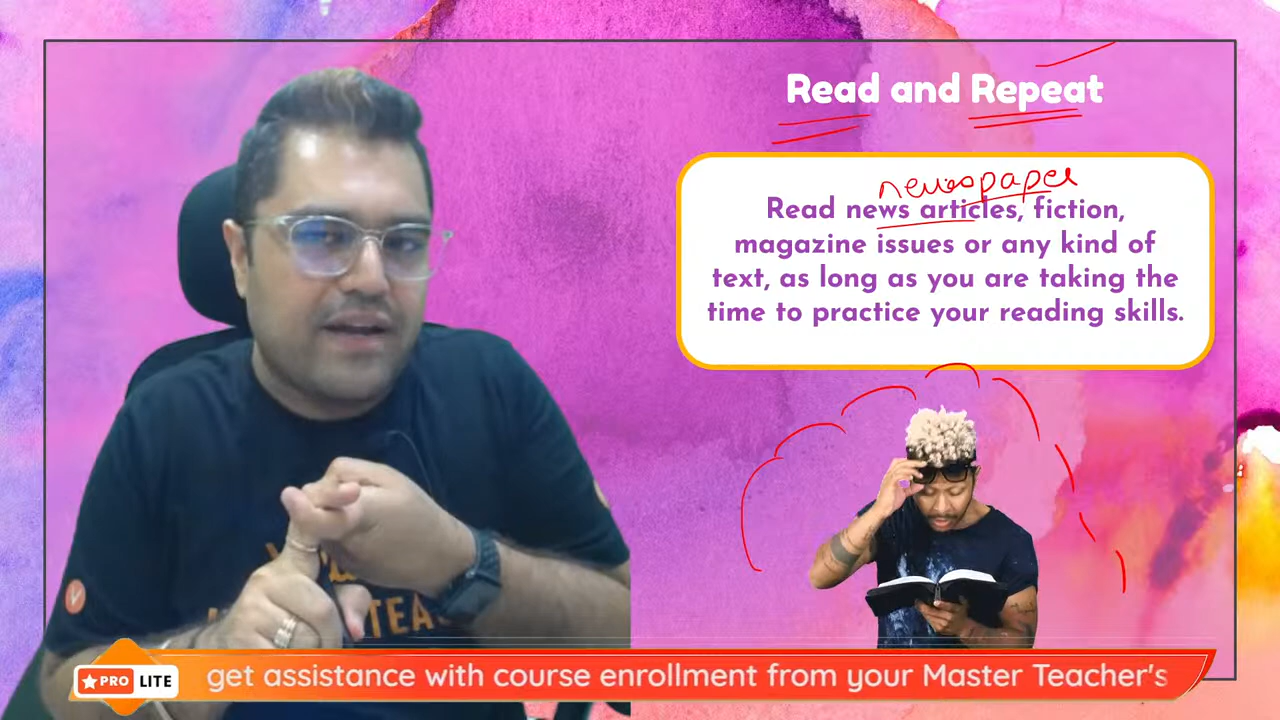 Read and Repeat
newspaper
Read news articles, fiction,
magazine issues or any kind of
text, as long as you are taking the
time to practice your reading skills.
TEA
PRO LITE
get assistance with course enrollment from your Master Teacher's